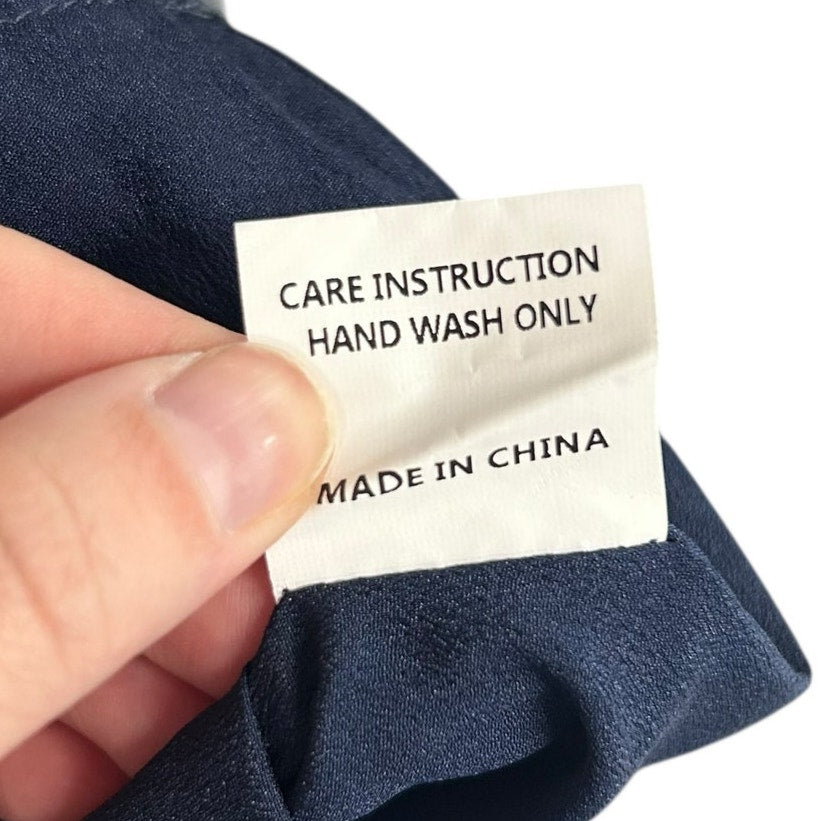 CARE INSTRUCTION
HAND WASH ONLY
MADE IN CHINA